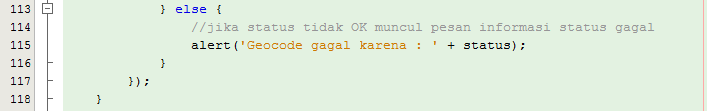 113 } else {
114 //jika status tidak OK muncul pesan informasi status gagal
115 alert('Geocode gagal karena : ' + status);
116 }
117 });
118 }